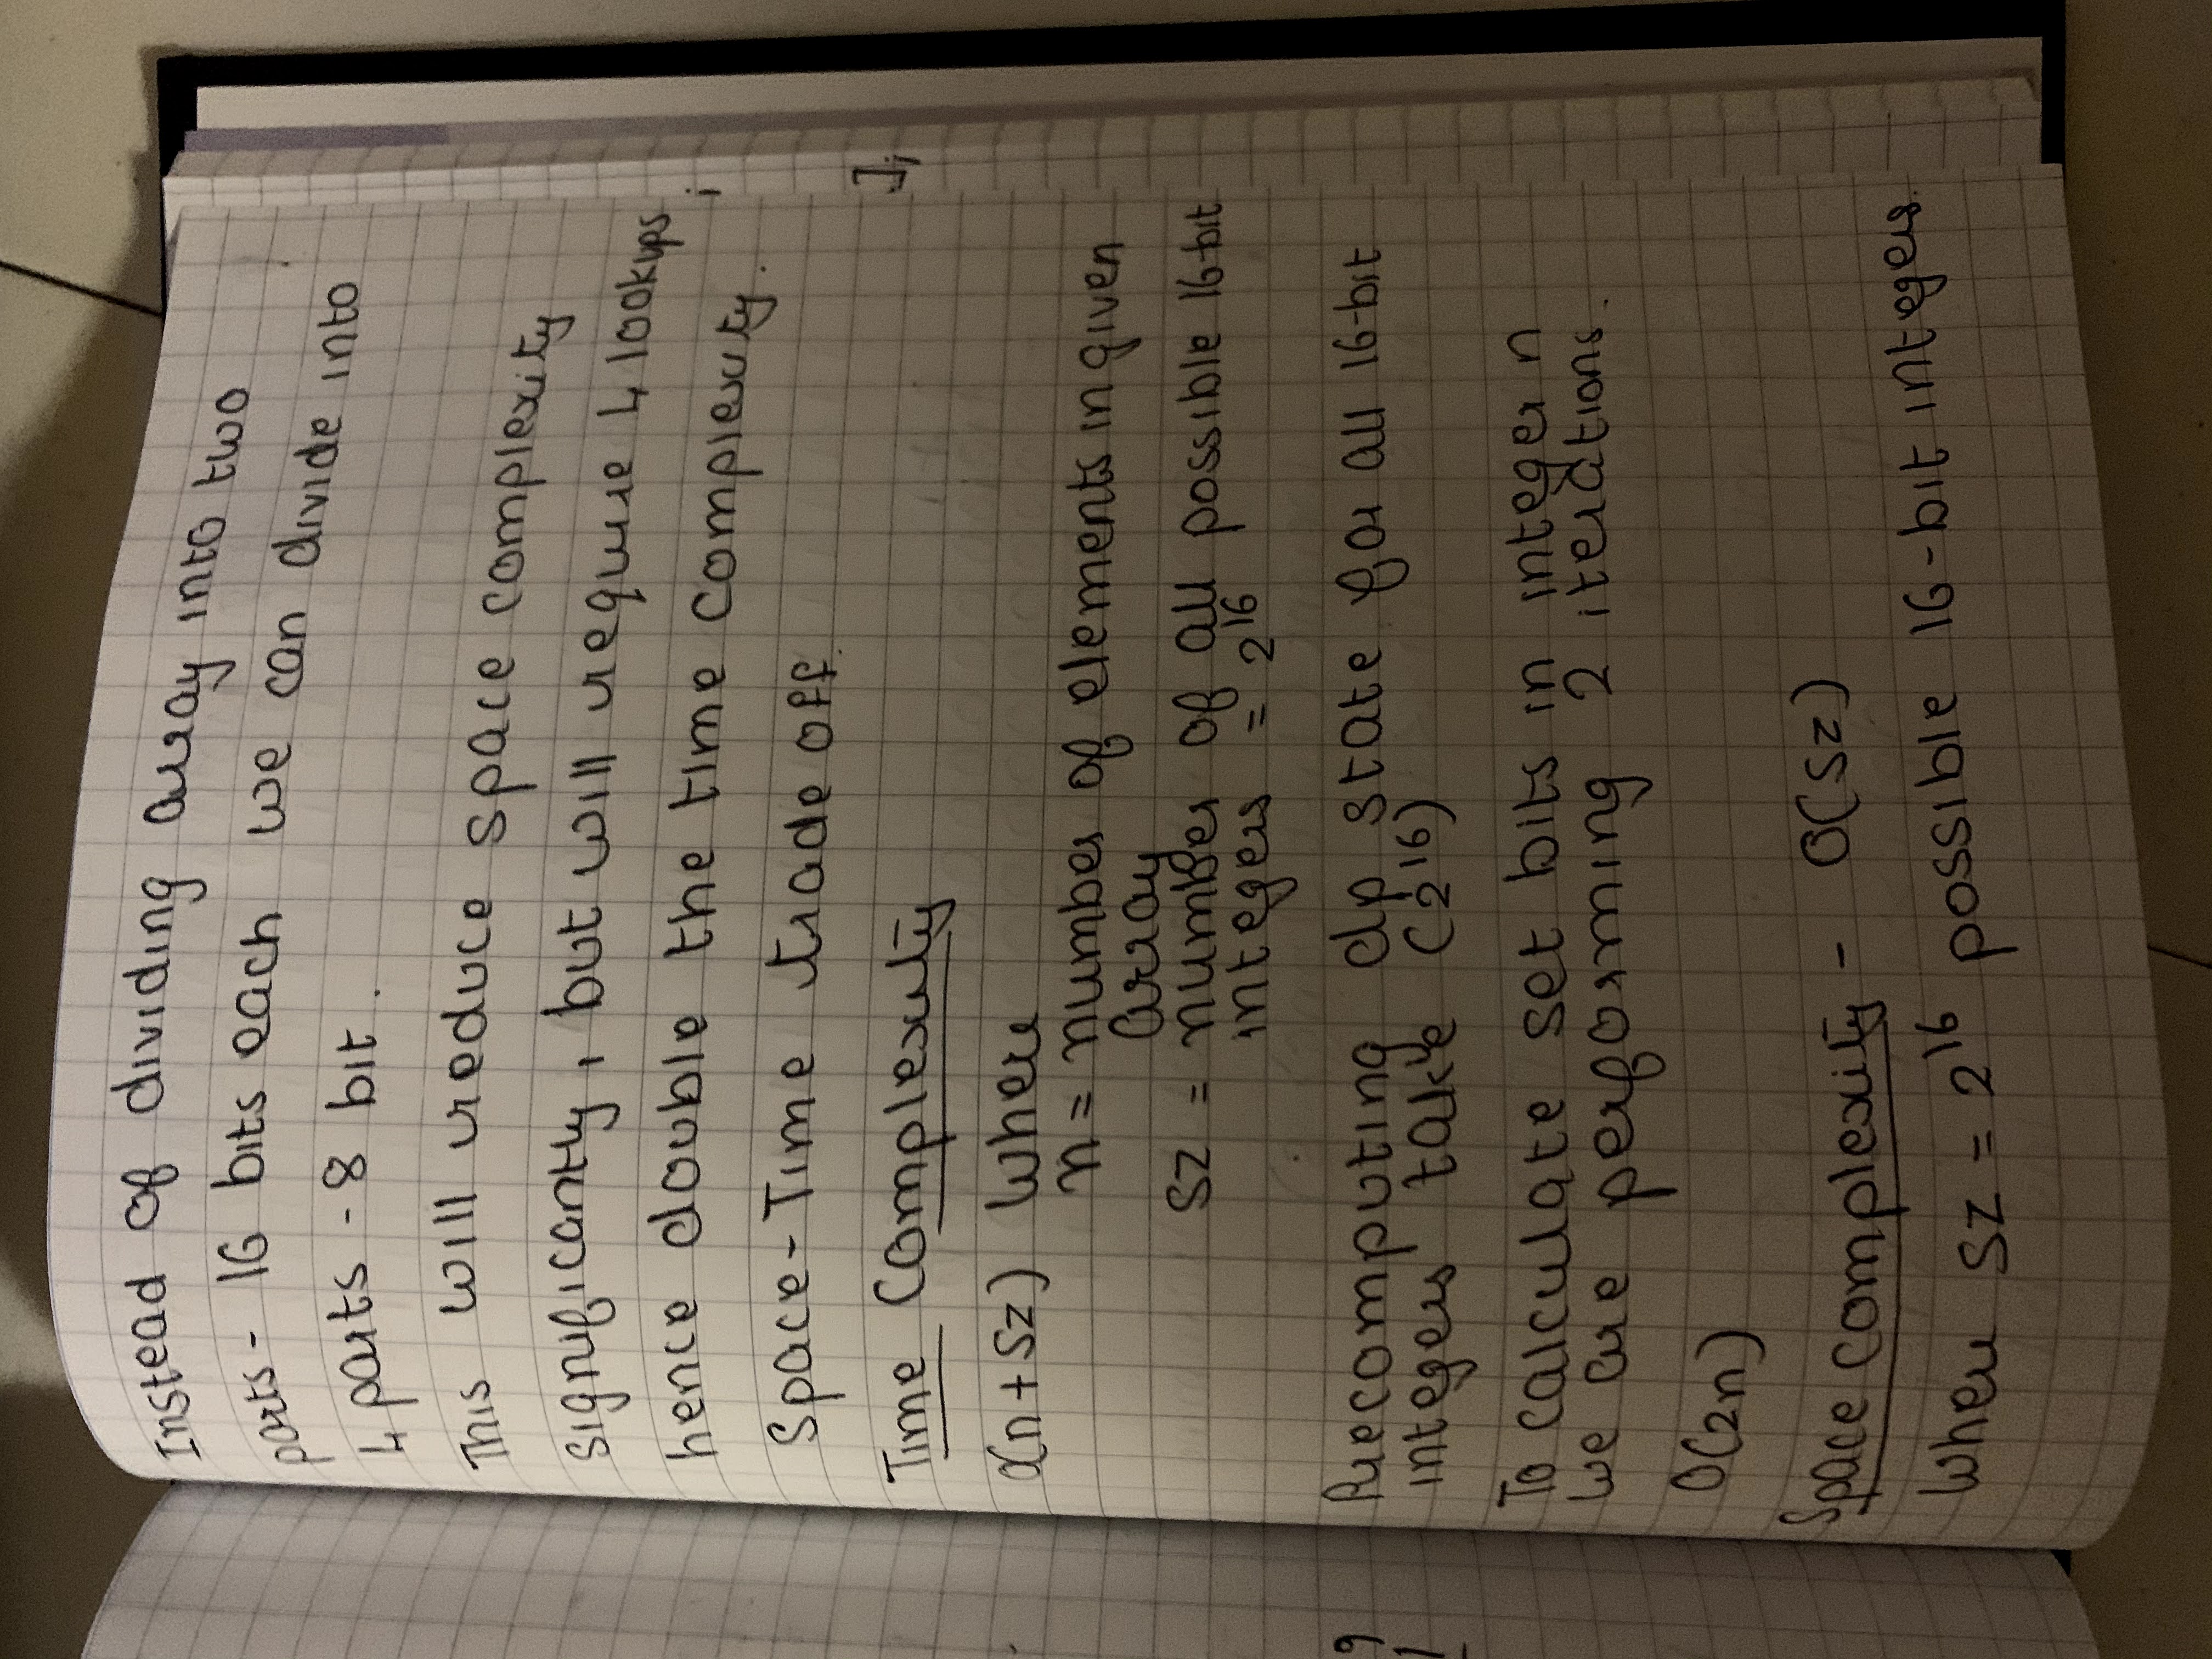 Instead of dividing array into two
parts - 16 bits each we can divide into
4 parts - 8 bit.
This will reduce space complexity
significantly, but will require 4 lookups
hence double the time complexity.
Space-Time trade off.
Time Complexity
O(n + sz) Where
n = number of elements in given
array
sz = number of all possible 16-bit
integers = 2^16
Precomputing dp state for all 16-bit
integers take (2^16)
To calculate set bits in integer n
we are performing 2 iterations.
O(2n)
Space complexity - O(sz)
Where sz = 2^16 possible 16-bit integers.
;
];
9
1